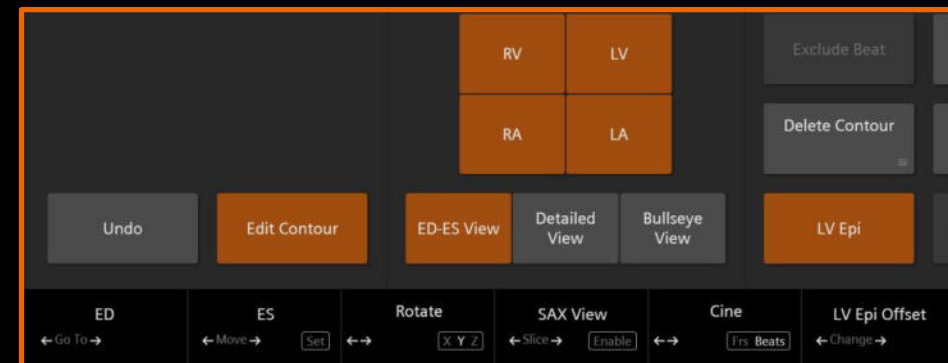 RV LV Exclude Beat
RA LA Delete Contour
Undo Edit Contour ED-ES View Detailed View Bullseye View LV Epi
ED ES Rotate SAX View Cine LV Epi Offset
←Go To→ ←Move→ Set ←→ X Y Z ←Slice→ Enable ←→ Frs Beats ←Change→